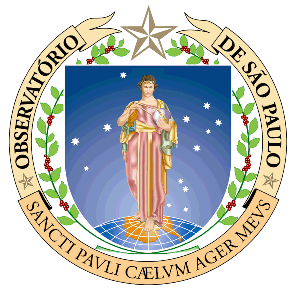 OBSERVATÓRIO
DE SÃO PAULO
SANCTI PAVLI CÆLVM AGER MEVS